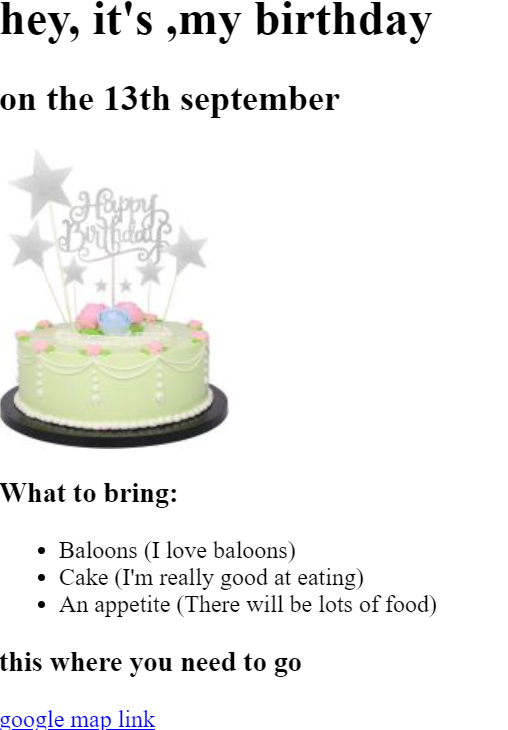 hey, it's ,my birthday
on the 13th september
Happy
Birthday
What to bring:
• Baloons (I love baloons)
• Cake (I'm really good at eating)
• An appetite (There will be lots of food)
this where you need to go
google map link